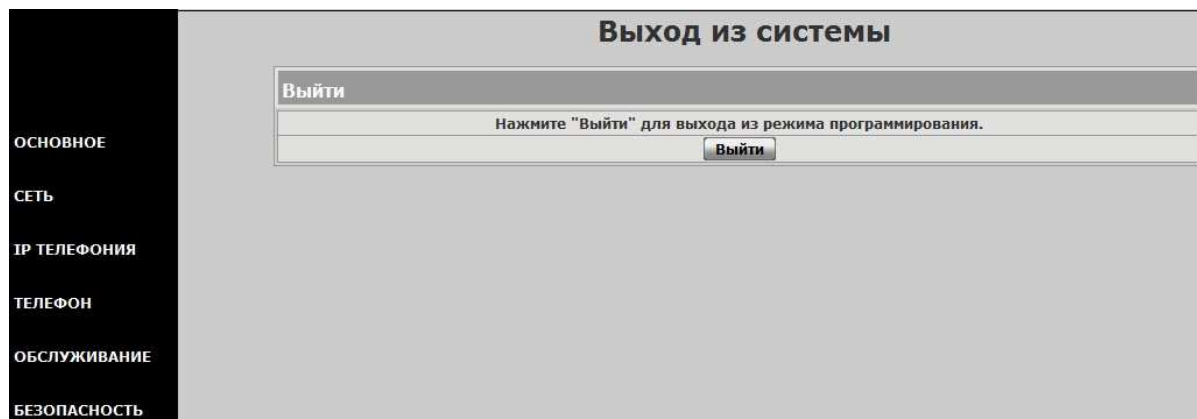 Выход из системы
Выйти
Нажмите "Выйти" для выхода из режима программирования.
Выйти
ОСНОВНОЕ
СЕТЬ
IP ТЕЛЕФОНИЯ
ТЕЛЕФОН
ОБСЛУЖИВАНИЕ
БЕЗОПАСНОСТЬ